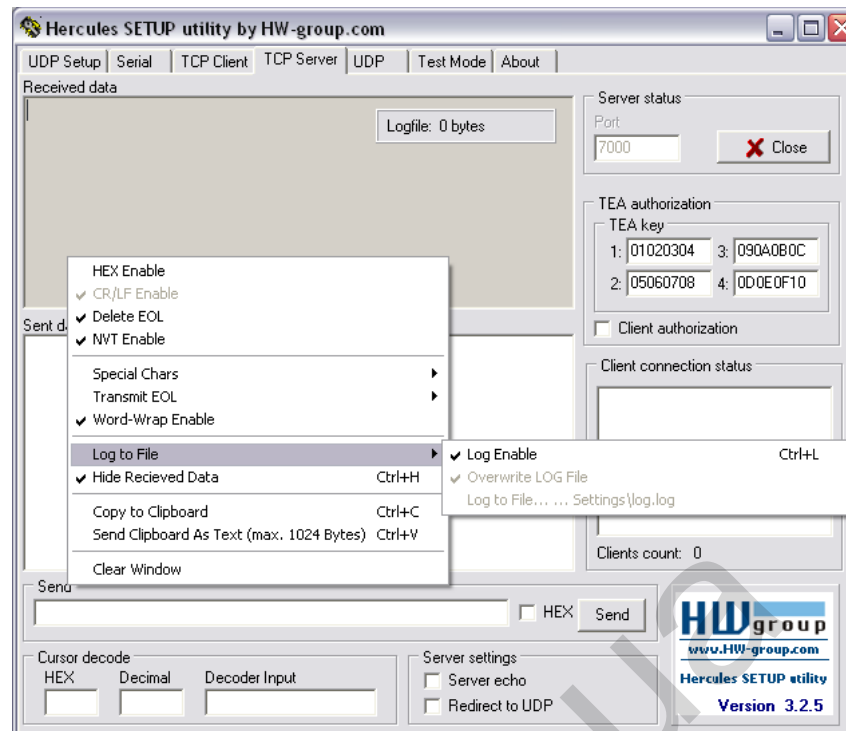 Hercules SETUP utility by HW-group.com
UDP Setup Serial TCP Client TCP Server UDP Test Mode About
Received data
Logfile: 0 bytes
Server status
Port
7000
Close
TEA authorization
TEA key
1: 01020304 3: 090A0B0C
2: 05060708 4: 0D0E0F10
Client authorization
HEX Enable
CR/LF Enable
Delete EOL
NVT Enable
Special Chars
Transmit EOL
Word-Wrap Enable
Log to File
Hide Recieved Data Ctrl+H
Copy to Clipboard Ctrl+C
Send Clipboard As Text (max. 1024 Bytes) Ctrl+V
Clear Window
Log Enable Ctrl+L
Overwrite LOG File
Log to File... ... Settings\log.log
Sent d
Client connection status
Clients count: 0
Send
HEX Send
Cursor decode
HEX Decimal Decoder Input
Server settings
Server echo
Redirect to UDP
HW group
www.HW-group.com
Hercules SETUP utility
Version 3.2.5